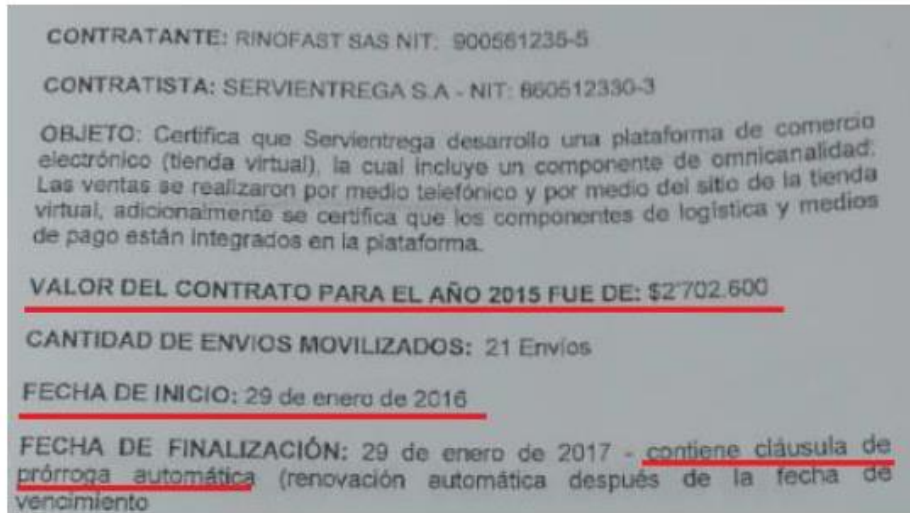 CONTRATANTE: RINOFAST SAS NIT: 900561235-5
CONTRATISTA: SERVIENTREGA S.A - NIT: 860512330-3
OBJETO: Certifica que Servientrega desarrollo una plataforma de comercio
electrónico (tienda virtual), la cual incluye un componente de omnicanalidad.
Las ventas se realizaron por medio telefónico y por medio del sitio de la tienda
virtual, adicionalmente se certifica que los componentes de logística y medios
de pago están integrados en la plataforma.
VALOR DEL CONTRATO PARA EL AÑO 2015 FUE DE: $2'702.600
CANTIDAD DE ENVIOS MOVILIZADOS: 21 Envíos
FECHA DE INICIO: 29 de enero de 2016
FECHA DE FINALIZACIÓN: 29 de enero de 2017 - contiene cláusula de
prórroga automática (renovación automática después de la fecha de
vencimiento